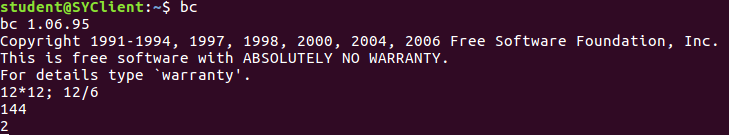 student@SYClient:~$ bc
bc 1.06.95
Copyright 1991-1994, 1997, 1998, 2000, 2004, 2006 Free Software Foundation, Inc.
This is free software with ABSOLUTELY NO WARRANTY.
For details type `warranty'.
12*12; 12/6
144
2